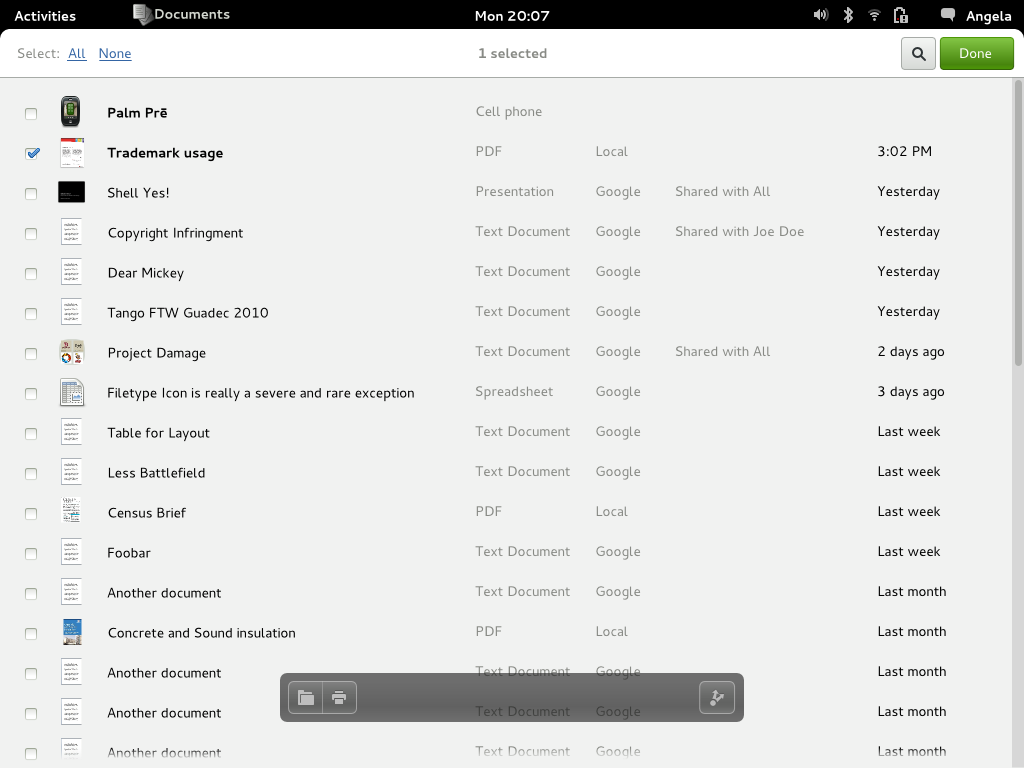 Activities Documents Mon 20:07 Angela
Select: All None 1 selected Done
Palm Prē Cell phone
Trademark usage PDF Local 3:02 PM
Shell Yes! Presentation Google Shared with All Yesterday
Copyright Infringment Text Document Google Shared with Joe Doe Yesterday
Dear Mickey Text Document Google Yesterday
Tango FTW Guadec 2010 Text Document Google Yesterday
Project Damage Text Document Google Shared with All 2 days ago
Filetype Icon is really a severe and rare exception Spreadsheet Google 3 days ago
Table for Layout Text Document Google Last week
Less Battlefield Text Document Google Last week
Census Brief PDF Local Last week
Foobar Text Document Google Last week
Another document Text Document Google Last month
Concrete and Sound insulation PDF Local Last month
Another document Text Document Google Last month
Another document Text Document Google Last month
Another document Text Document Google Last month